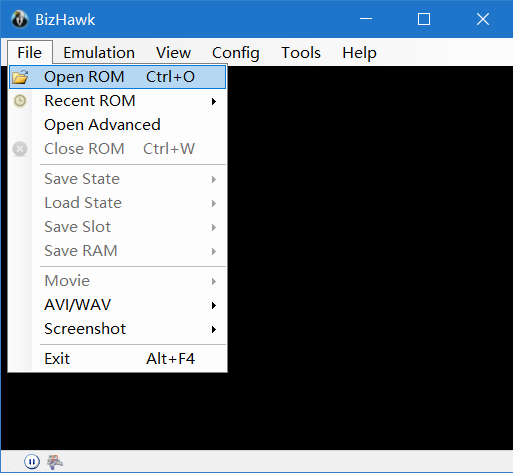 BizHawk
File Emulation View Config Tools Help
Open ROM Ctrl+O
Recent ROM
Open Advanced
Close ROM Ctrl+W
Save State
Load State
Save Slot
Save RAM
Movie
AVI/WAV
Screenshot
Exit Alt+F4